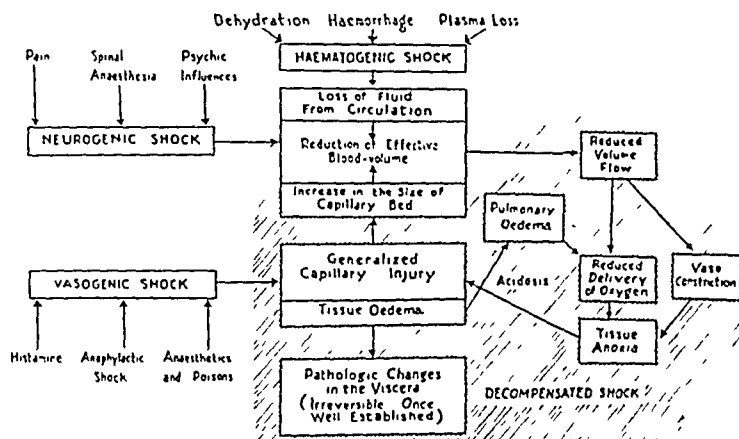 Dehydration Haemorrhage Plasma Loss
HAEMATOGENIC SHOCK
Pain
Spinal
Anaesthesia
Psychic
Influences
NEUROGENIC SHOCK
Loss of Fluid
From Circulation
Reduction of Effective
Blood-volume
Increase in the Size of
Capillary Bed
Reduced
Volume
Flow
Pulmonary
Oedema
Generalized
Capillary Injury
Tissue Oedema
VASOGENIC SHOCK
Acidosis
Reduced
Delivery
of Oxygen
Vaso
Constriction
Tissue
Anoxia
Histamine
Anaphylactic
Shock
Anaesthetics
and Poisons
Pathologic Changes
in the Viscera
(Irreversible Once
Well Established)
DECOMPENSATED SHOCK